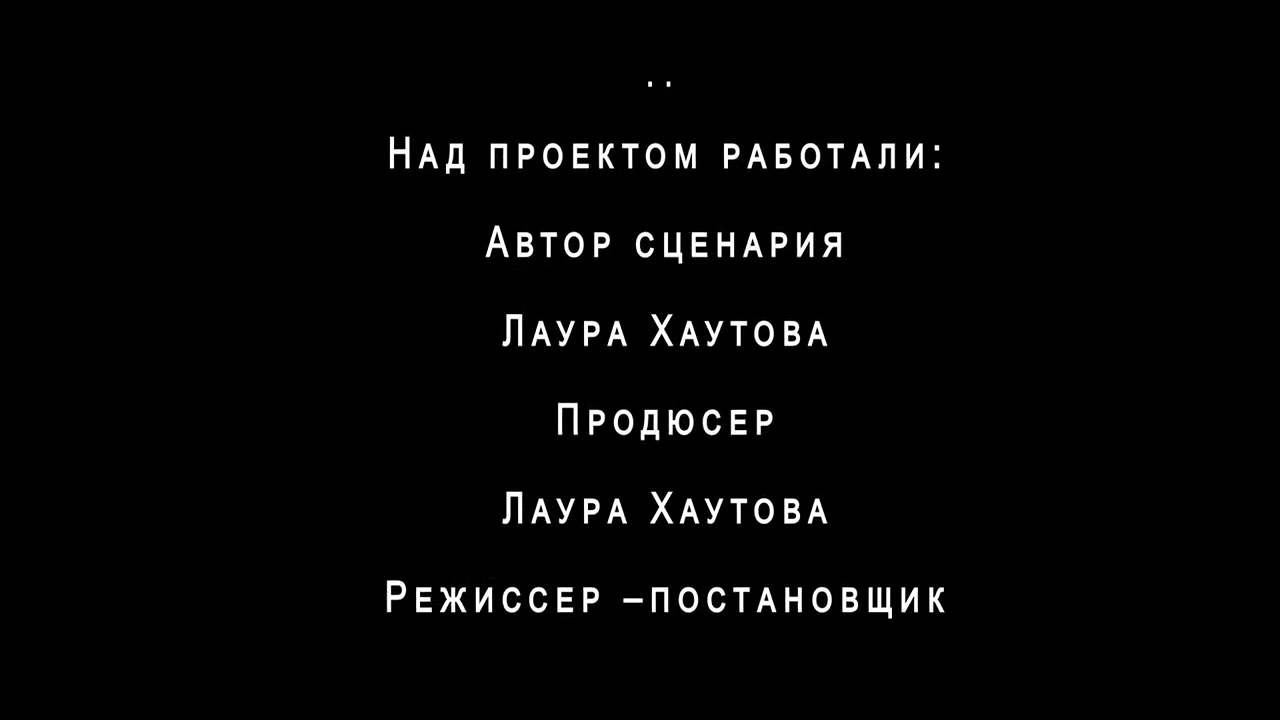 ..
Над проектом работали:
Автор сценария
Лаура Хаутова
Продюсер
Лаура Хаутова
Режиссер –постановщик